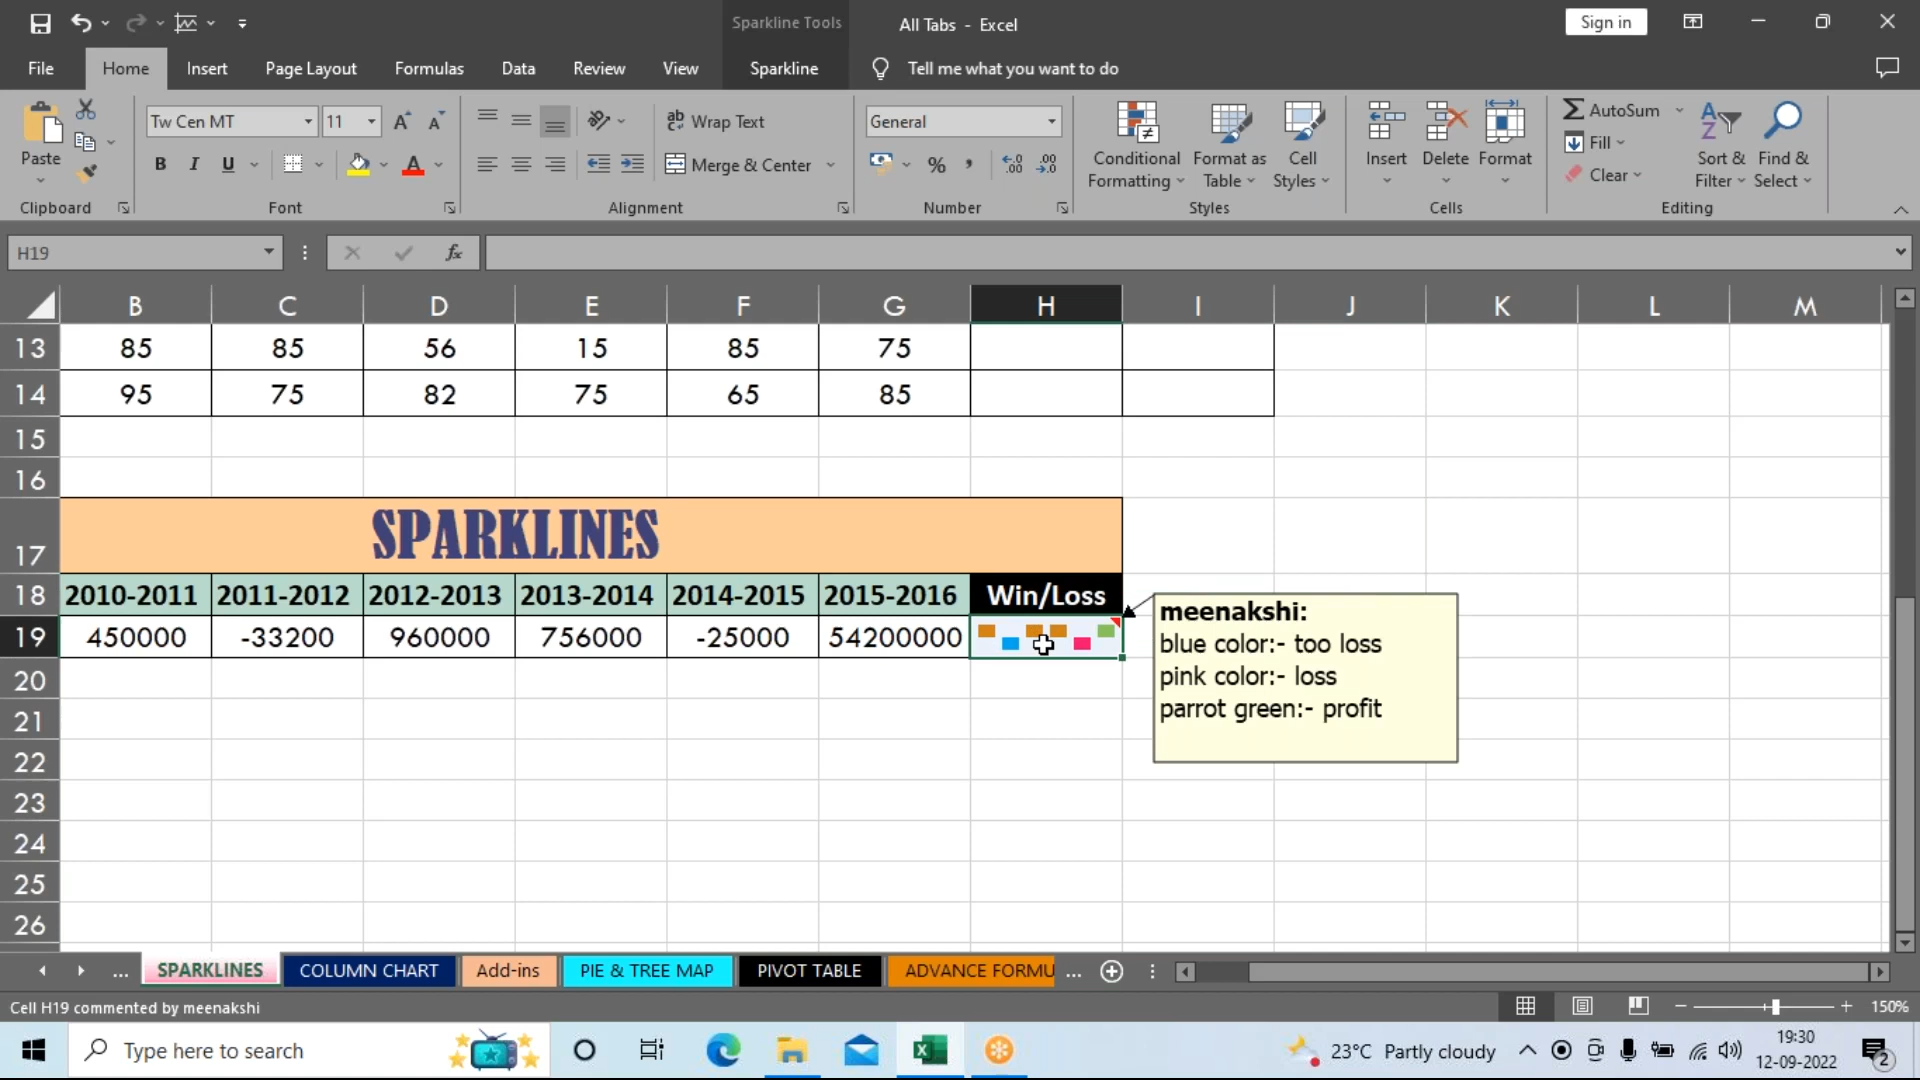 Sparkline Tools
All Tabs - Excel
Sign in
File Home Insert Page Layout Formulas Data Review View Sparkline Tell me what you want to do
Paste
Clipboard
Tw Cen MT 11
B I U A
Font
Wrap Text
Merge & Center
Alignment
General
% , .00
Number
Conditional Formatting
Format as Table
Cell Styles
Styles
Insert Delete Format
Cells
AutoSum
Fill
Clear
Sort & Filter
Find & Select
Editing
H19 fx
B C D E F G H I J K L M
13 85 85 56 15 85 75
14 95 75 82 75 65 85
15
16
17 SPARKLINES
18 2010-2011 2011-2012 2012-2013 2013-2014 2014-2015 2015-2016 Win/Loss
19 450000 -33200 960000 756000 -25000 54200000
meenakshi:
blue color:- too loss
pink color:- loss
parrot green:- profit
20
21
22
23
24
25
26
... SPARKLINES COLUMN CHART Add-ins PIE & TREE MAP PIVOT TABLE ADVANCE FORMU ...
Cell H19 commented by meenakshi
150%
Type here to search
23°C Partly cloudy
19:30
12-09-2022
2